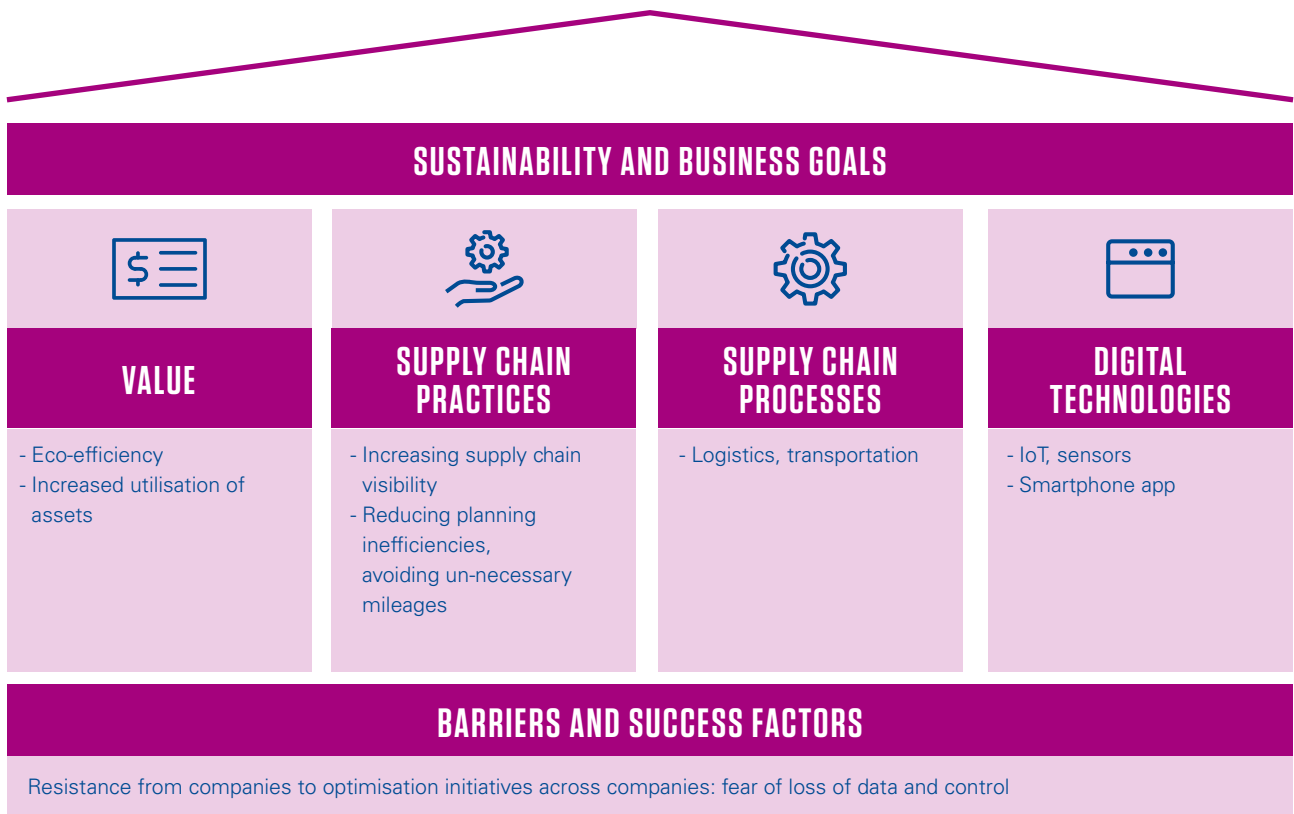 SUSTAINABILITY AND BUSINESS GOALS
$
VALUE
- Eco-efficiency
- Increased utilisation of
assets
SUPPLY CHAIN
PRACTICES
- Increasing supply chain
visibility
- Reducing planning
inefficiencies,
avoiding un-necessary
mileages
SUPPLY CHAIN
PROCESSES
- Logistics, transportation
DIGITAL
TECHNOLOGIES
- IoT, sensors
- Smartphone app
BARRIERS AND SUCCESS FACTORS
Resistance from companies to optimisation initiatives across companies: fear of loss of data and control